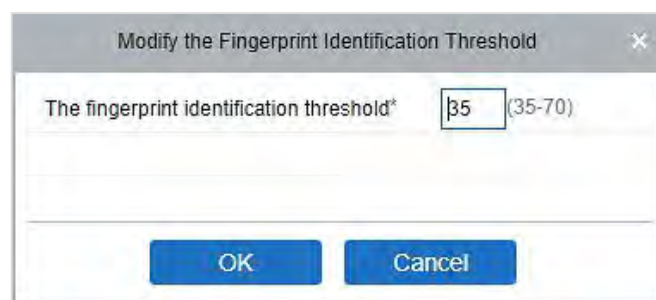 Modify the Fingerprint Identification Threshold ×
The fingerprint identification threshold* 35 (35-70)
OK Cancel